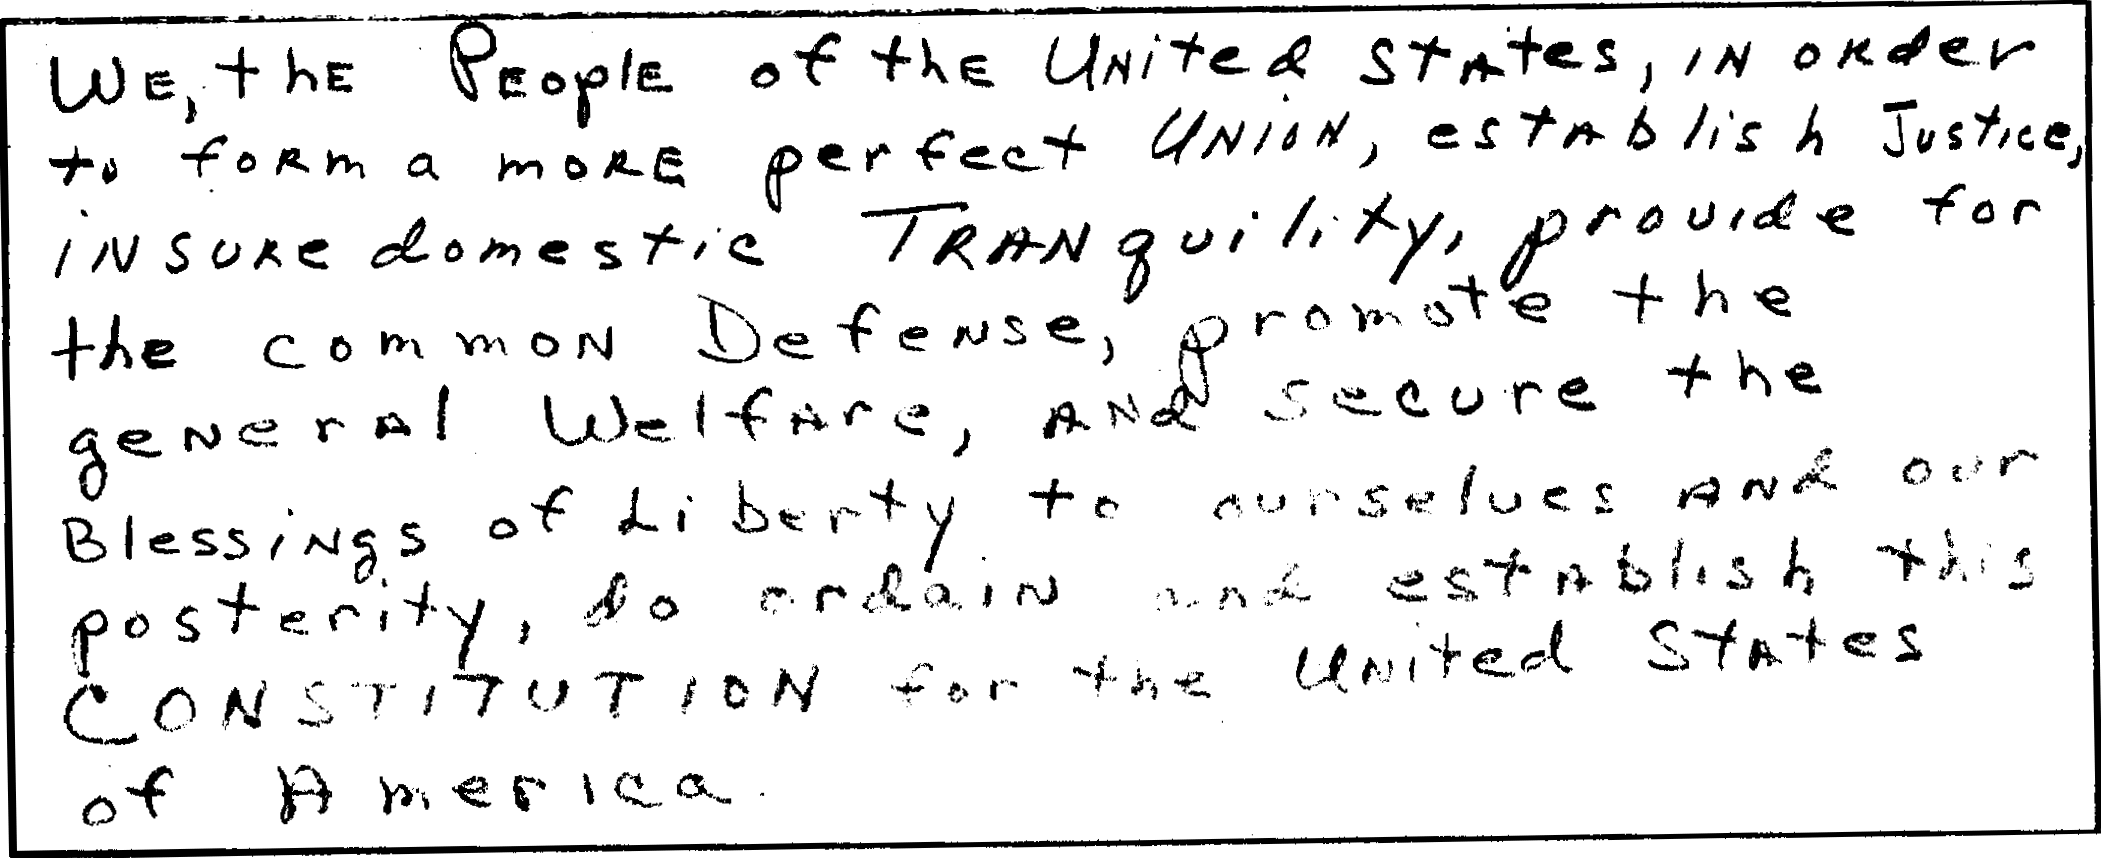 We, the People of the United States, in order
to form a more perfect Union, establish Justice,
insure domestic Tranquility, provide for
the common Defense, promote the
general Welfare, and secure the
Blessings of Liberty to ourselves and our
posterity, do ordain and establish this
CONSTITUTION for the United States
of America.